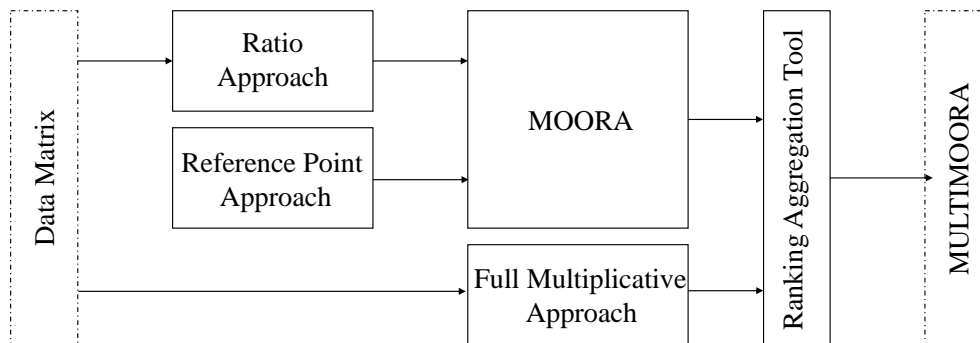 Data Matrix
Ratio
Approach
Reference Point
Approach
MOORA
Full Multiplicative
Approach
Ranking Aggregation Tool
MULTIMOORA